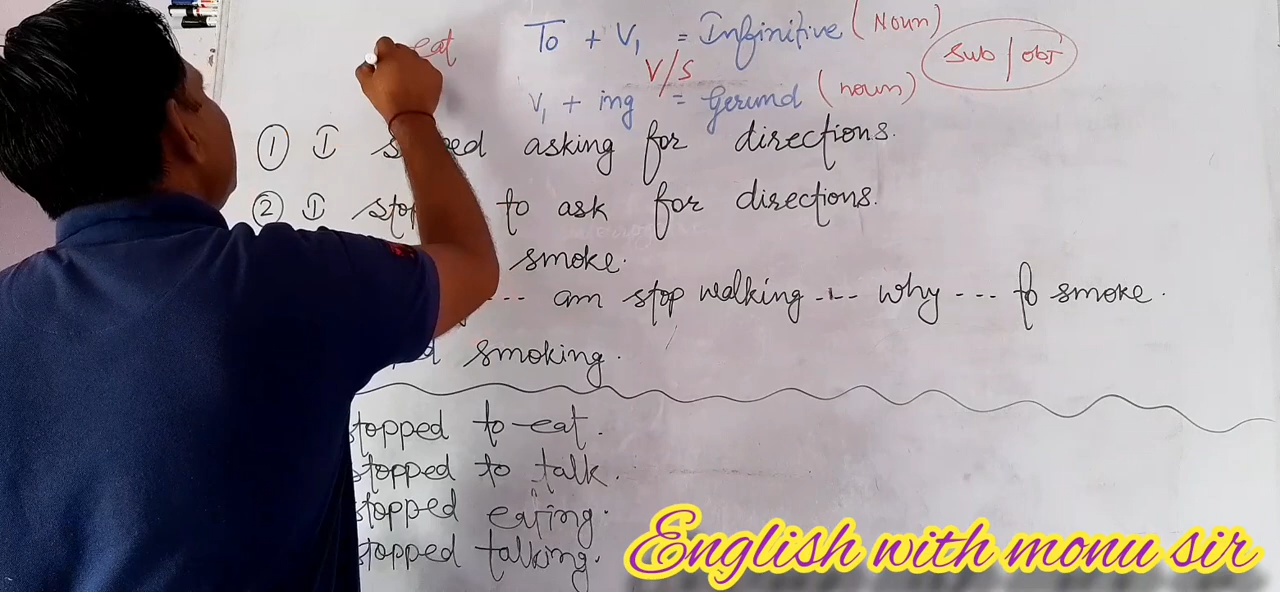 eat
To + V1 = Infinitive (Noun)
V/S
Sub / obj
V1 + ing = Gerund (noun)
1 I asking for directions.
2 I to ask for directions.
smoke.
--- am stop walking --- why --- to smoke.
smoking.
stopped to eat.
stopped to talk.
stopped eating.
stopped talking.
English with monu sir